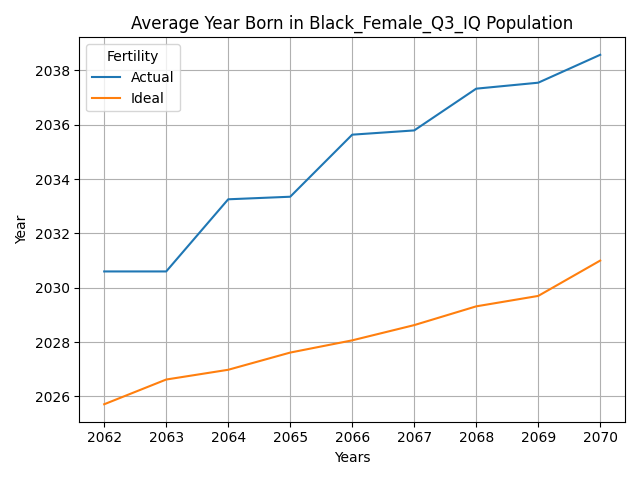 Average Year Born in Black_Female_Q3_IQ Population
Fertility
Actual
Ideal
2038
2036
2034
2032
2030
2028
2026
Year
2062 2063 2064 2065 2066 2067 2068 2069 2070
Years